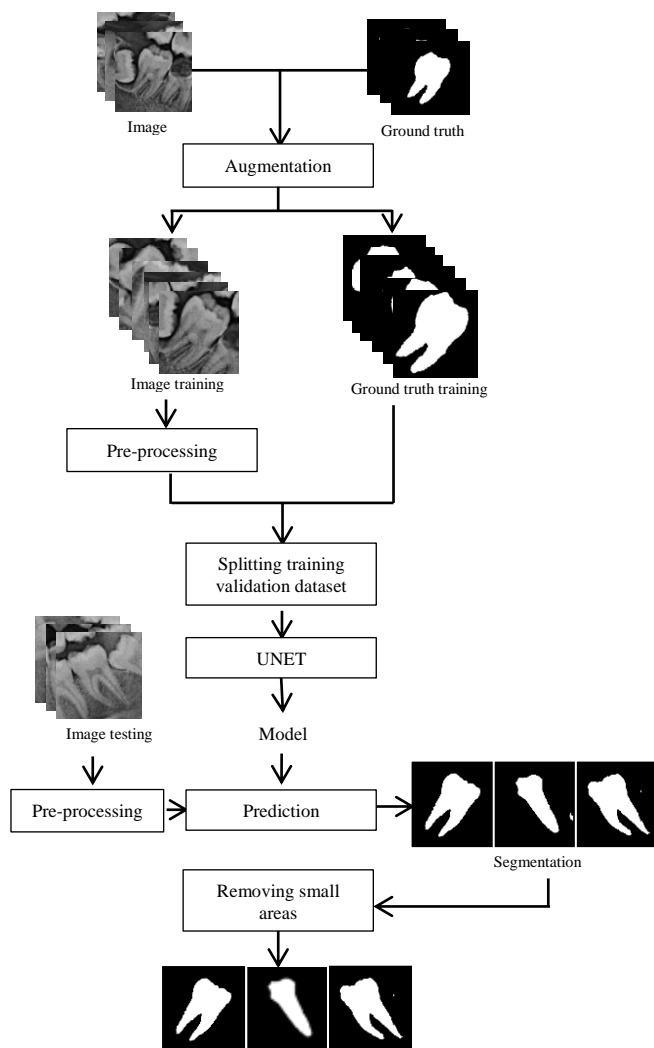 Image
Ground truth
Augmentation
Image training
Ground truth training
Pre-processing
Splitting training
validation dataset
UNET
Image testing
Model
Pre-processing
Prediction
Segmentation
Removing small
areas